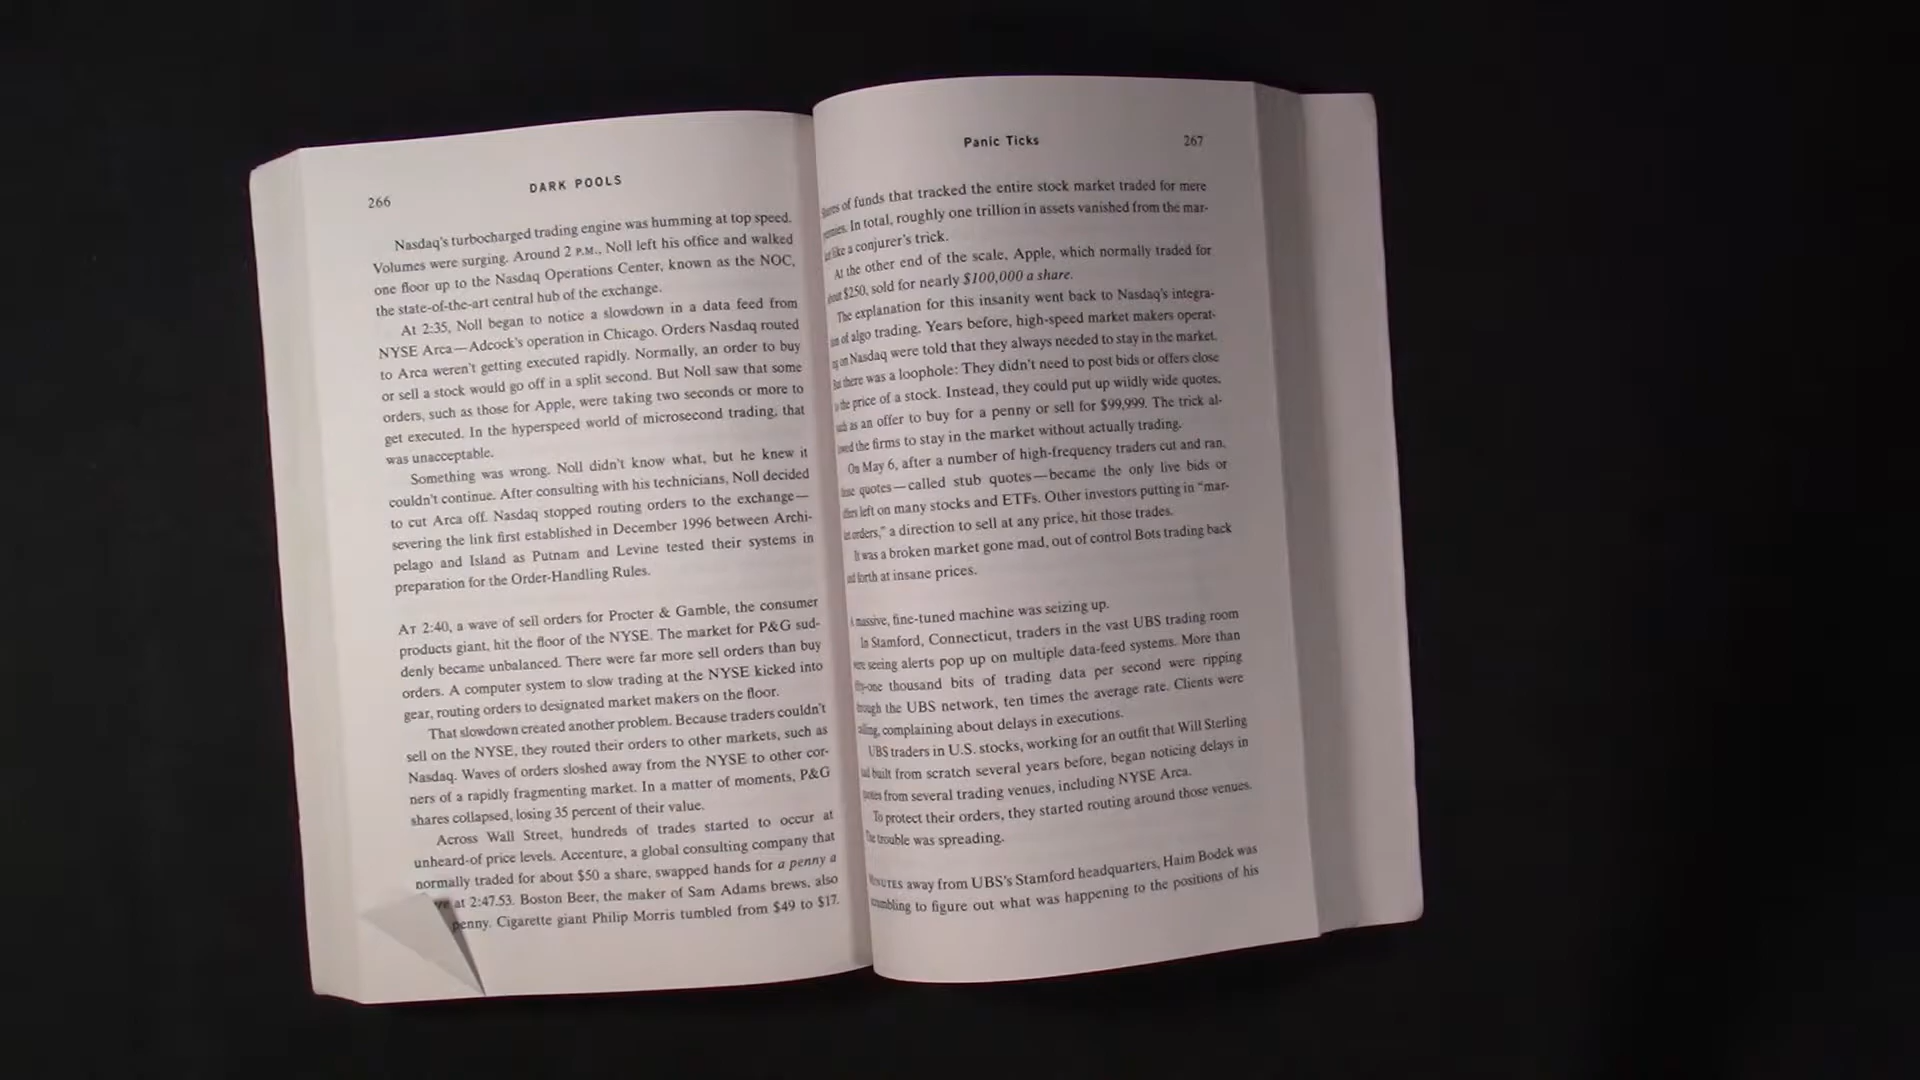 266
DARK POOLS
Nasdaq's turbocharged trading engine was humming at top speed.
Volumes were surging. Around 2 P.M., Noll left his office and walked
one floor up to the Nasdaq Operations Center, known as the NOC,
the state-of-the-art central hub of the exchange.
At 2:35, Noll began to notice a slowdown in a data feed from
NYSE Arca—Adcock's operation in Chicago. Orders Nasdaq routed
to Arca weren't getting executed rapidly. Normally, an order to buy
or sell a stock would go off in a split second. But Noll saw that some
orders, such as those for Apple, were taking two seconds or more to
get executed. In the hyperspeed world of microsecond trading, that
was unacceptable.
Something was wrong. Noll didn't know what, but he knew it
couldn't continue. After consulting with his technicians, Noll decided
to cut Arca off. Nasdaq stopped routing orders to the exchange—
severing the link first established in December 1996 between Archi-
pelago and Island as Putnam and Levine tested their systems in
preparation for the Order-Handling Rules.
AT 2:40, a wave of sell orders for Procter & Gamble, the consumer
products giant, hit the floor of the NYSE. The market for P&G sud-
denly became unbalanced. There were far more sell orders than buy
orders. A computer system to slow trading at the NYSE kicked into
gear, routing orders to designated market makers on the floor.
That slowdown created another problem. Because traders couldn't
sell on the NYSE, they routed their orders to other markets, such as
Nasdaq. Waves of orders sloshed away from the NYSE to other cor-
ners of a rapidly fragmenting market. In a matter of moments, P&G
shares collapsed, losing 35 percent of their value.
Across Wall Street, hundreds of trades started to occur at
unheard-of price levels. Accenture, a global consulting company that
normally traded for about $50 a share, swapped hands for a penny a
at 2:47.53. Boston Beer, the maker of Sam Adams brews, also
penny. Cigarette giant Philip Morris tumbled from $49 to $17.
Panic Ticks
267
of funds that tracked the entire stock market traded for mere
In total, roughly one trillion in assets vanished from the mar-
like a conjurer's trick.
At the other end of the scale, Apple, which normally traded for
$250, sold for nearly $100,000 a share.
The explanation for this insanity went back to Nasdaq's integra-
of algo trading. Years before, high-speed market makers operat-
on Nasdaq were told that they always needed to stay in the market.
But there was a loophole: They didn't need to post bids or offers close
the price of a stock. Instead, they could put up wildly wide quotes,
as an offer to buy for a penny or sell for $99,999. The trick al-
the firms to stay in the market without actually trading.
On May 6, after a number of high-frequency traders cut and ran,
quotes—called stub quotes—became the only live bids or
left on many stocks and ETFs. Other investors putting in "mar-
orders," a direction to sell at any price, hit those trades.
It was a broken market gone mad, out of control Bots trading back
forth at insane prices.
massive, fine-tuned machine was seizing up.
In Stamford, Connecticut, traders in the vast UBS trading room
seeing alerts pop up on multiple data-feed systems. More than
thousand bits of trading data per second were ripping
through the UBS network, ten times the average rate. Clients were
complaining about delays in executions.
UBS traders in U.S. stocks, working for an outfit that Will Sterling
built from scratch several years before, began noticing delays in
from several trading venues, including NYSE Arca.
To protect their orders, they started routing around those venues.
The trouble was spreading.
MINUTES away from UBS's Stamford headquarters, Haim Bodek was
to figure out what was happening to the positions of his